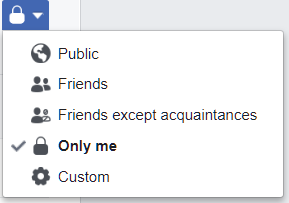 Public
Friends
Friends except acquaintances
Only me
Custom